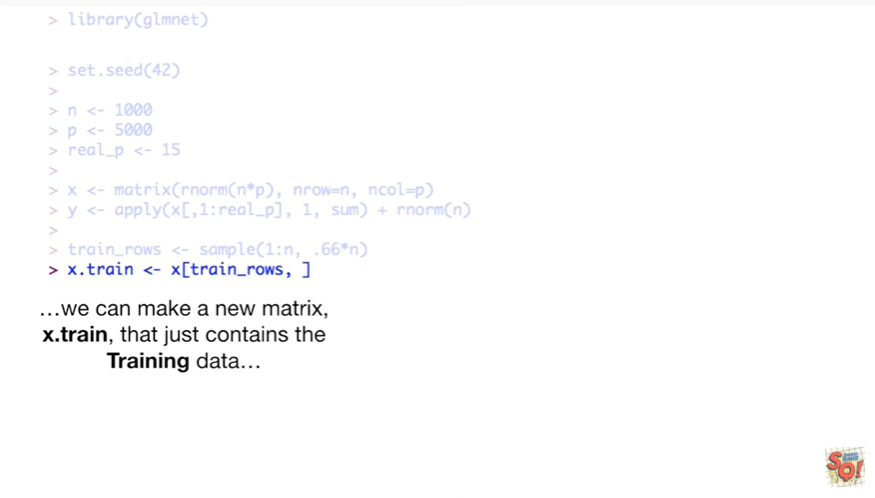 > library(glmnet)
> set.seed(42)
>
> n <- 1000
> p <- 5000
> real_p <- 15
>
> x <- matrix(rnorm(n*p), nrow=n, ncol=p)
> y <- apply(x[,1:real_p], 1, sum) + rnorm(n)
>
> train_rows <- sample(1:n, .66*n)
> x.train <- x[train_rows, ]
…we can make a new matrix,
x.train, that just contains the
Training data…
SQ!